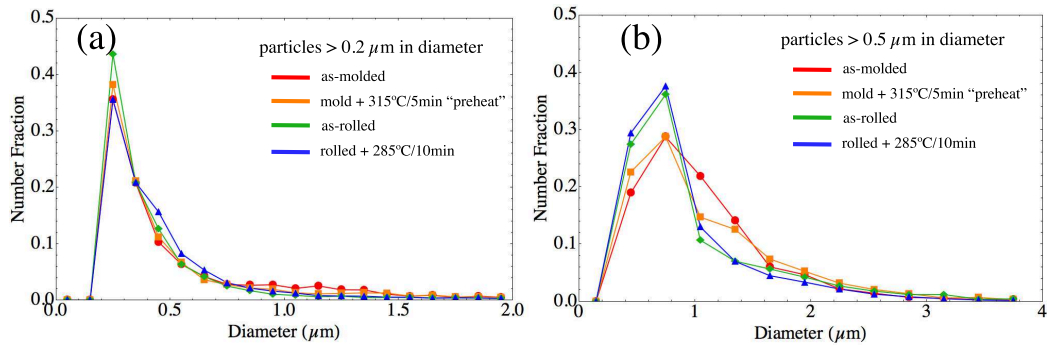 (a)
particles > 0.2 μm in diameter
as-molded
mold + 315ºC/5min “preheat”
as-rolled
rolled + 285ºC/10min
Number Fraction
0.5
0.4
0.3
0.2
0.1
0.0
0.0
0.5
1.0
1.5
2.0
Diameter (μm)
(b)
particles > 0.5 μm in diameter
as-molded
mold + 315ºC/5min “preheat”
as-rolled
rolled + 285ºC/10min
Number Fraction
0.5
0.4
0.3
0.2
0.1
0.0
0
1
2
3
4
Diameter (μm)